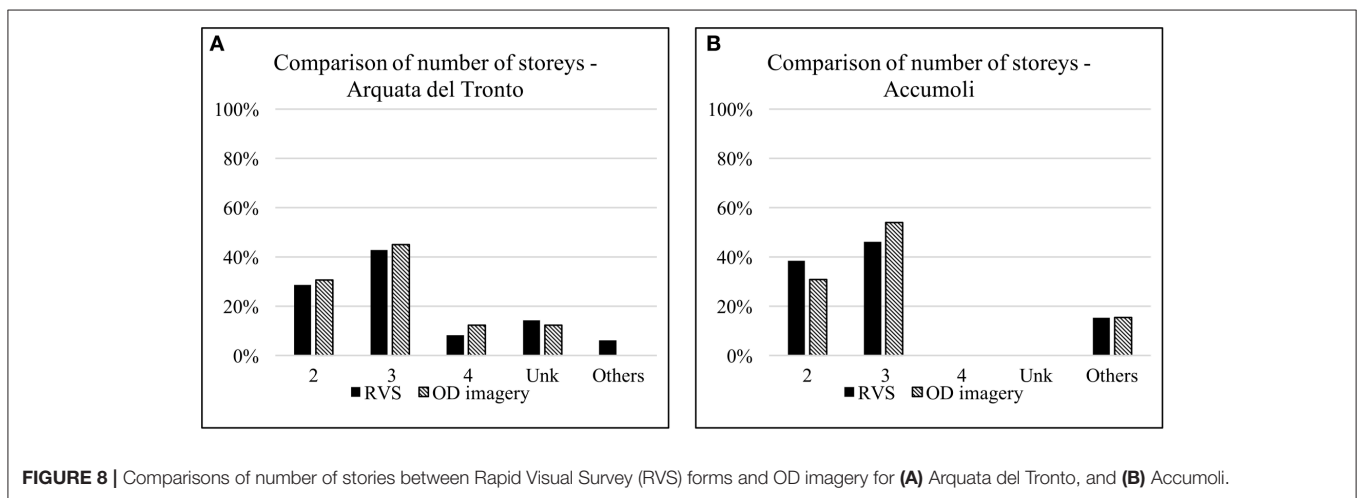 A
Comparison of number of storeys -
Arquata del Tronto
100%
80%
60%
40%
20%
0%
2 3 4 Unk Others
RVS OD imagery
B
Comparison of number of storeys -
Accumoli
100%
80%
60%
40%
20%
0%
2 3 4 Unk Others
RVS OD imagery
FIGURE 8 | Comparisons of number of stories between Rapid Visual Survey (RVS) forms and OD imagery for (A) Arquata del Tronto, and (B) Accumoli.